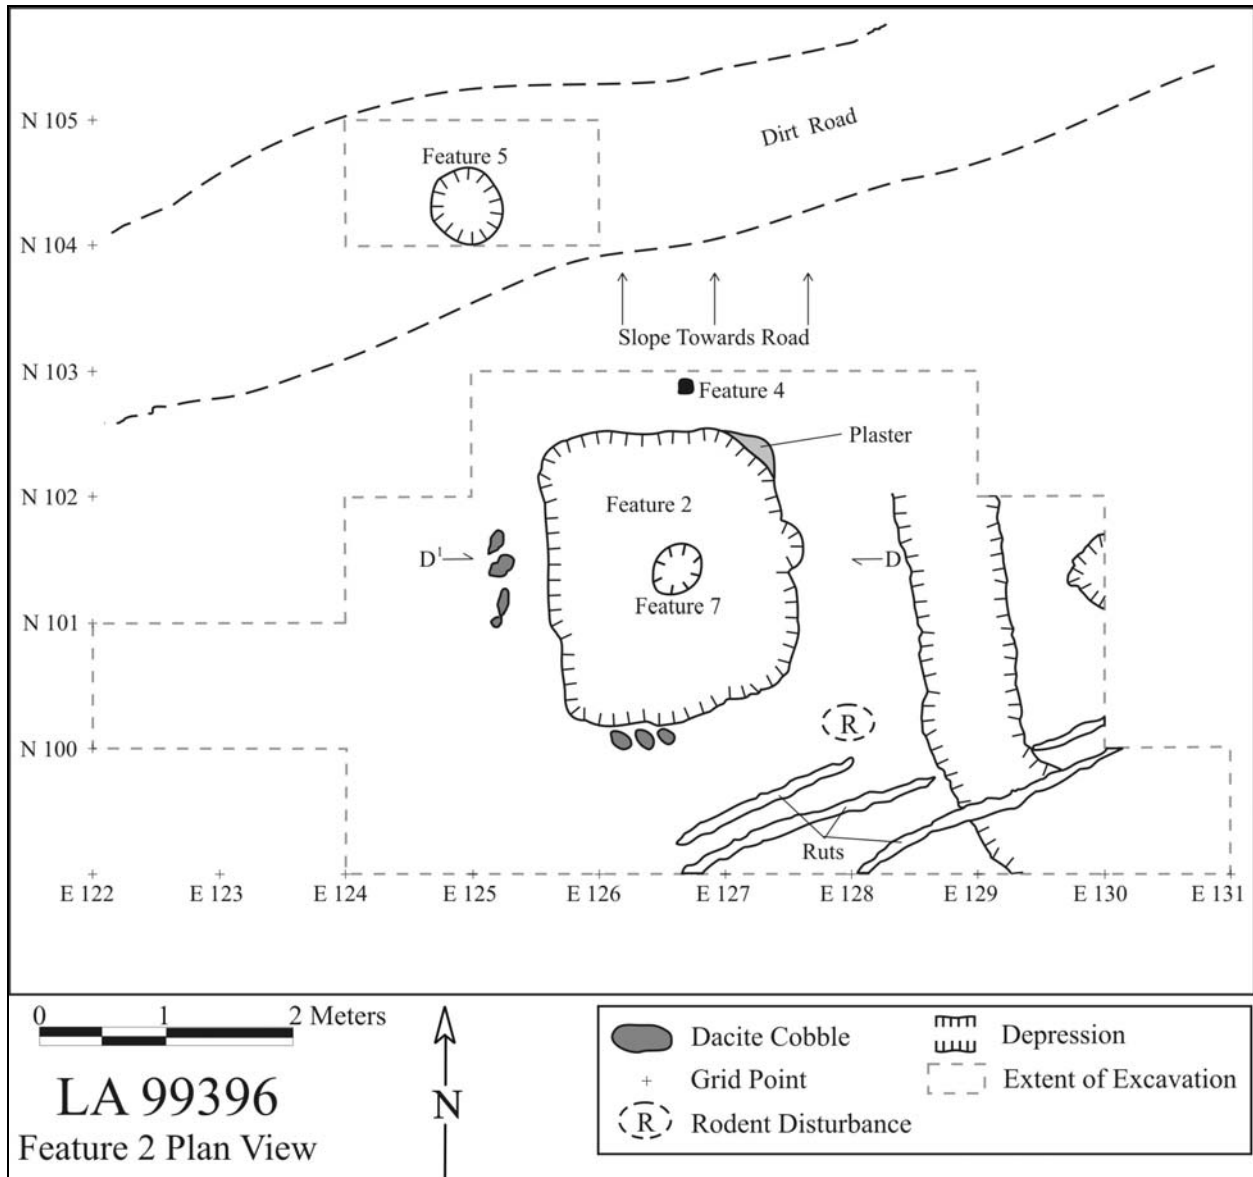 N 105
Dirt Road
Feature 5
N 104
Slope Towards Road
N 103
Feature 4
Plaster
N 102
Feature 2
D¹
D
Feature 7
N 101
R
N 100
Ruts
E 122 E 123 E 124 E 125 E 126 E 127 E 128 E 129 E 130 E 131
0 1 2 Meters
LA 99396
Feature 2 Plan View
N
Dacite Cobble
Grid Point
R Rodent Disturbance
Depression
Extent of Excavation